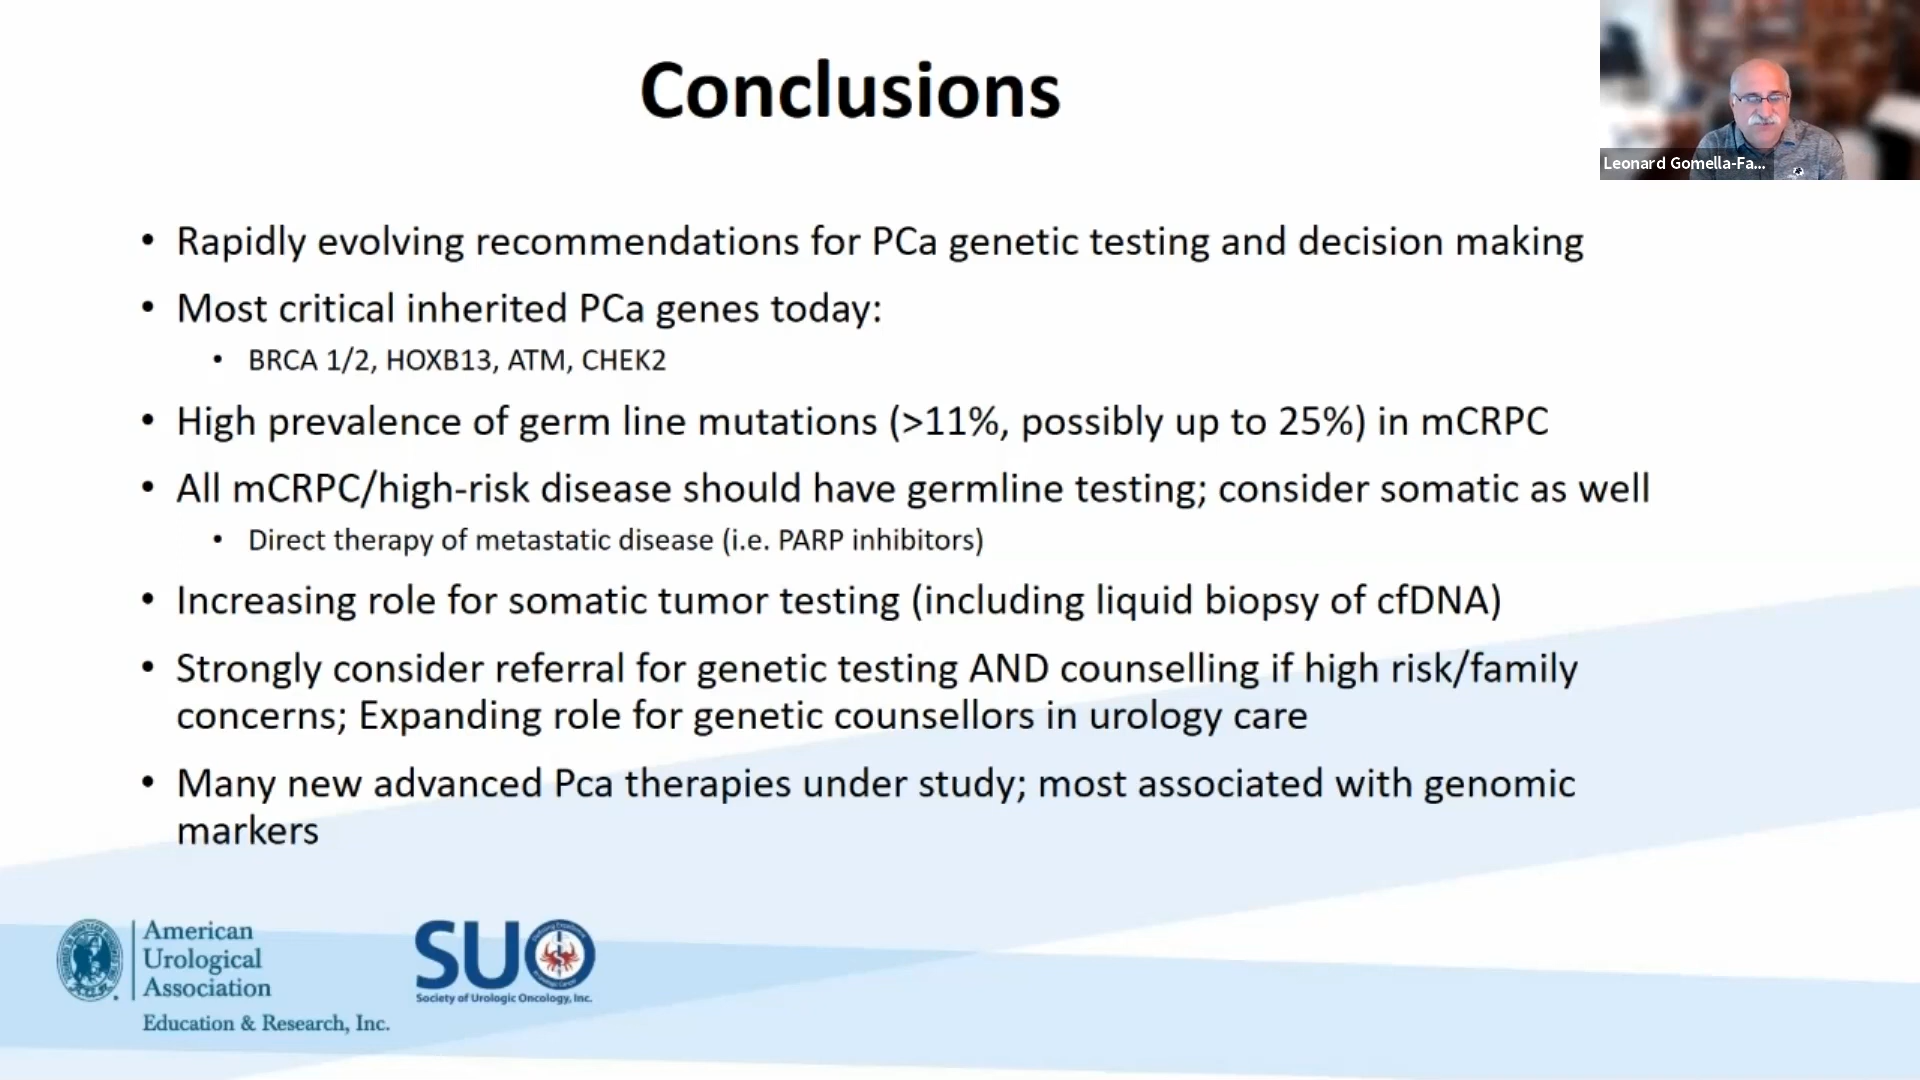 Conclusions
Leonard Gomella-Fa...
• Rapidly evolving recommendations for PCa genetic testing and decision making
• Most critical inherited PCa genes today:
• BRCA 1/2, HOXB13, ATM, CHEK2
• High prevalence of germ line mutations (>11%, possibly up to 25%) in mCRPC
• All mCRPC/high-risk disease should have germline testing; consider somatic as well
• Direct therapy of metastatic disease (i.e. PARP inhibitors)
• Increasing role for somatic tumor testing (including liquid biopsy of cfDNA)
• Strongly consider referral for genetic testing AND counselling if high risk/family
concerns; Expanding role for genetic counsellors in urology care
• Many new advanced Pca therapies under study; most associated with genomic
markers
American
Urological
Association
Education & Research, Inc.
SUO
Society of Urologic Oncology, Inc.